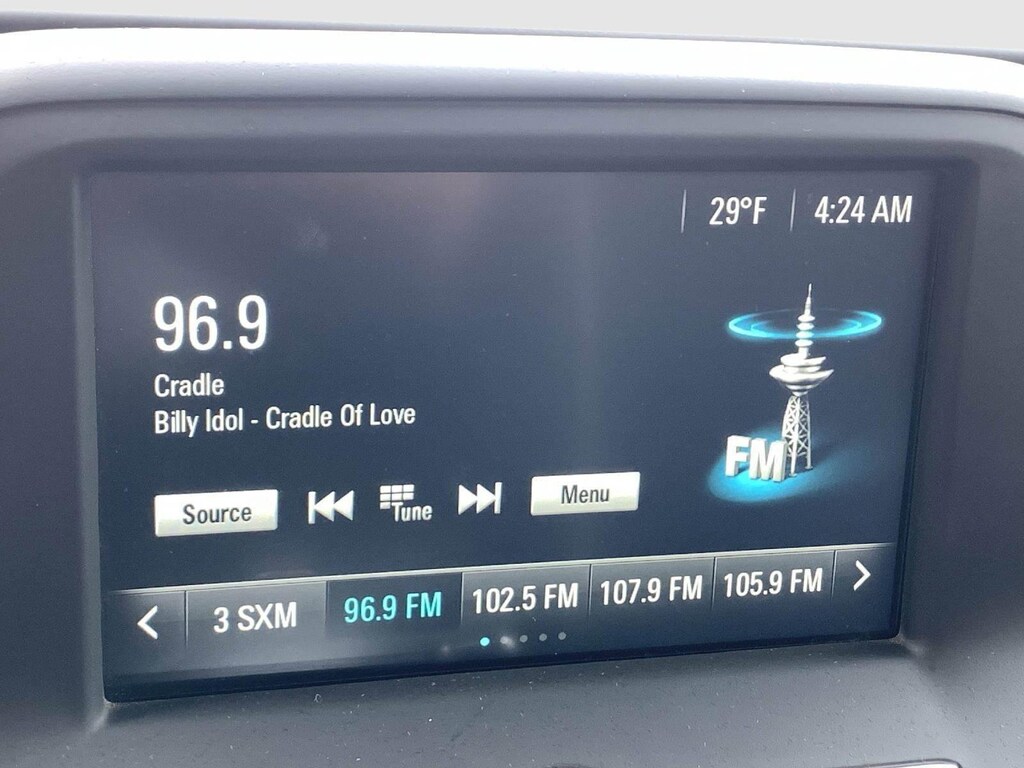 29°F 4:24 AM
96.9
Cradle
Billy Idol - Cradle Of Love
FM
Source Tune Menu
3 SXM 96.9 FM 102.5 FM 107.9 FM 105.9 FM